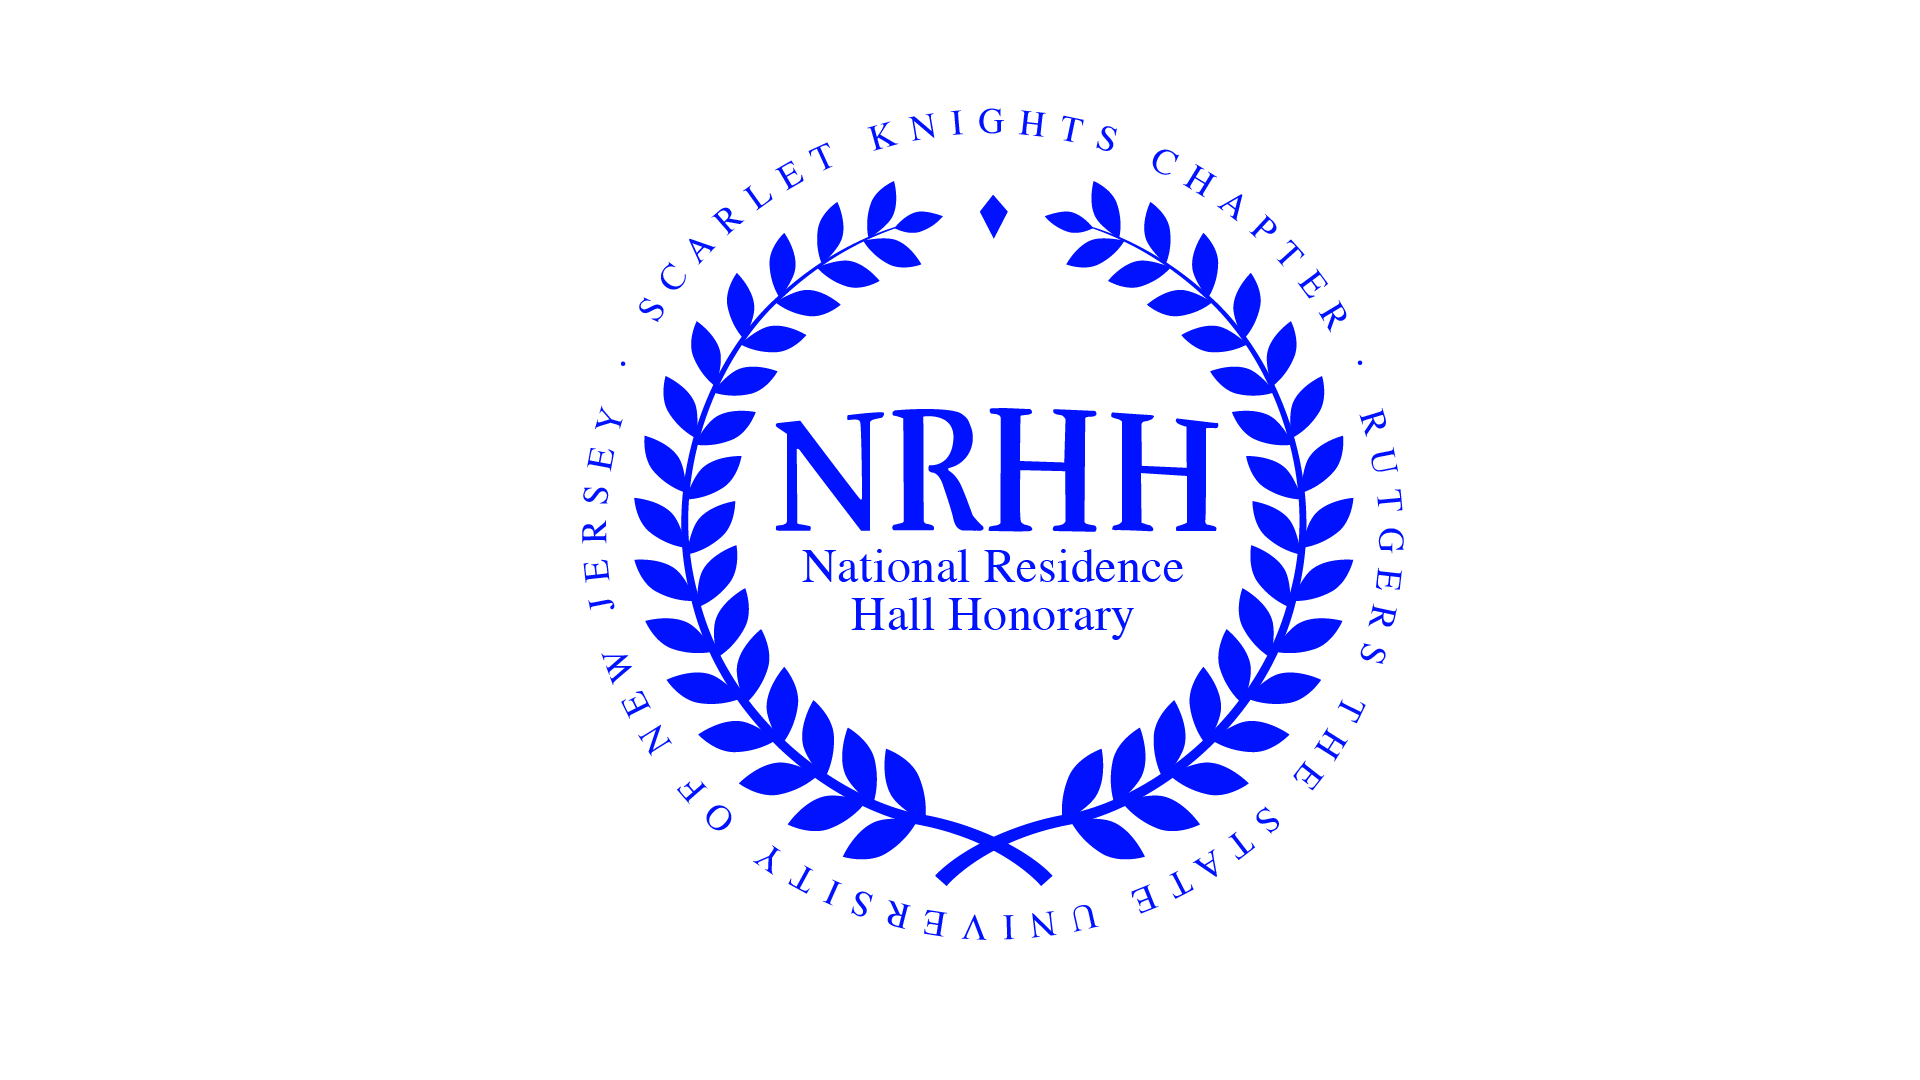 SCARLET KNIGHTS CHAPTER · RUTGERS THE STATE UNIVERSITY OF NEW JERSEY ·
NRHH
National Residence
Hall Honorary